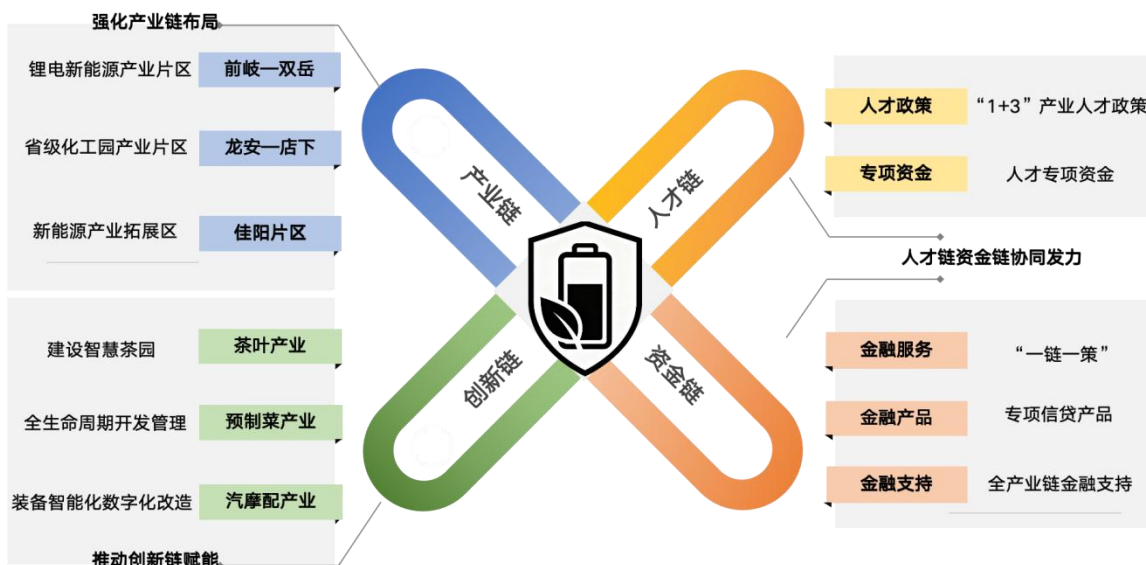 强化产业链布局
锂电新能源产业片区 前岐—双岳
省级化工园产业片区 龙安—店下
新能源产业拓展区 佳阳片区
建设智慧茶园 茶叶产业
全生命周期开发管理 预制菜产业
装备智能化数字化改造 汽摩配产业
推动创新链赋能
产业链
人才链
创新链
资金链
人才政策 “1+3”产业人才政策
专项资金 人才专项资金
人才链资金链协同发力
金融服务 “一链一策”
金融产品 专项信贷产品
金融支持 全产业链金融支持